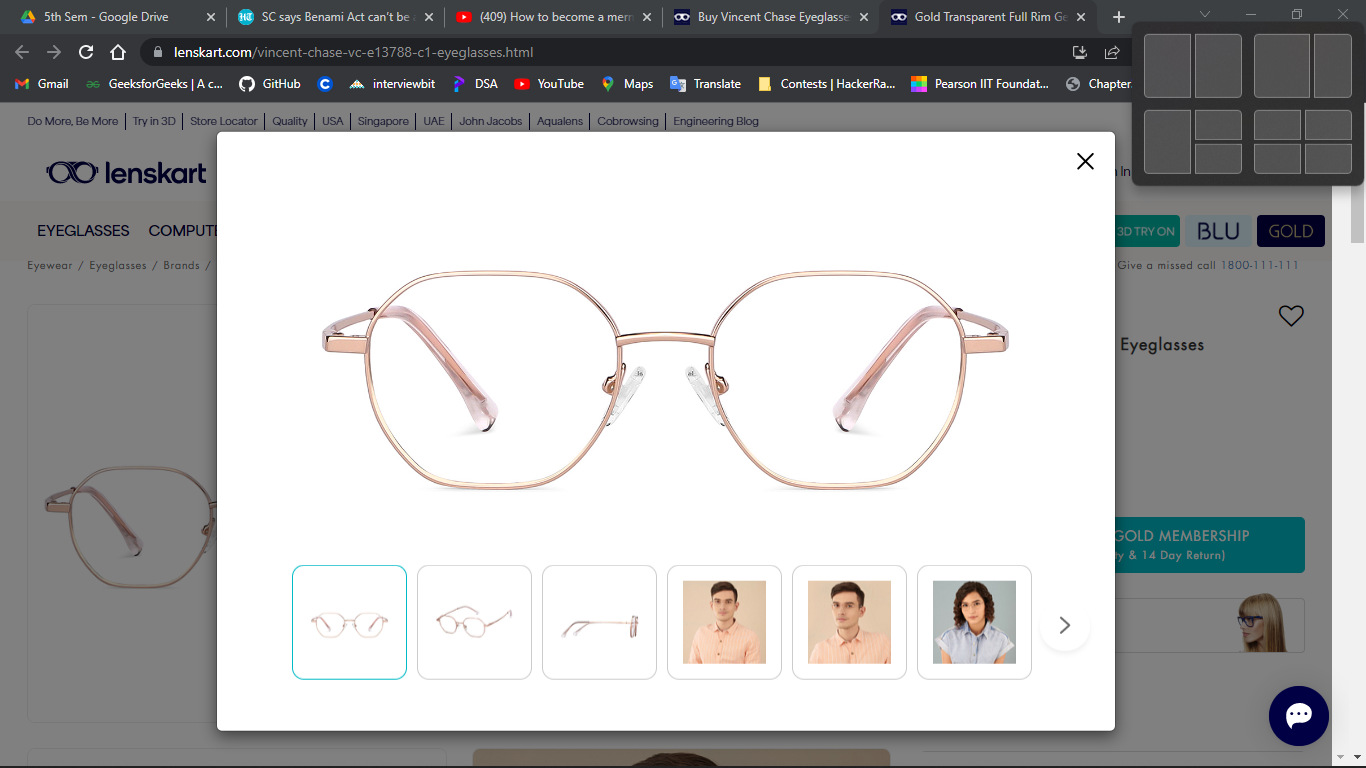 5th Sem - Google Drive
SC says Benami Act can't be
(409) How to become a mem
Buy Vincent Chase Eyeglasse
Gold Transparent Full Rim Ge
lenskart.com/vincent-chase-vc-e13788-c1-eyeglasses.html
Gmail
GeeksforGeeks | A c...
GitHub
interviewbit
DSA
YouTube
Maps
Translate
Contests | HackerRa...
Pearson IIT Foundat...
Chapter
Do More, Be More
Try in 3D
Store Locator
Quality
USA
Singapore
UAE
John Jacobs
Aqualens
Cobrowsing
Engineering Blog
lenskart
In
EYEGLASSES
COMPUTE
3D TRY ON
BLU
GOLD
Eyewear / Eyeglasses / Brands /
Give a missed call 1800-111-111
Eyeglasses
GOLD MEMBERSHIP
ty & 14 Day Return)